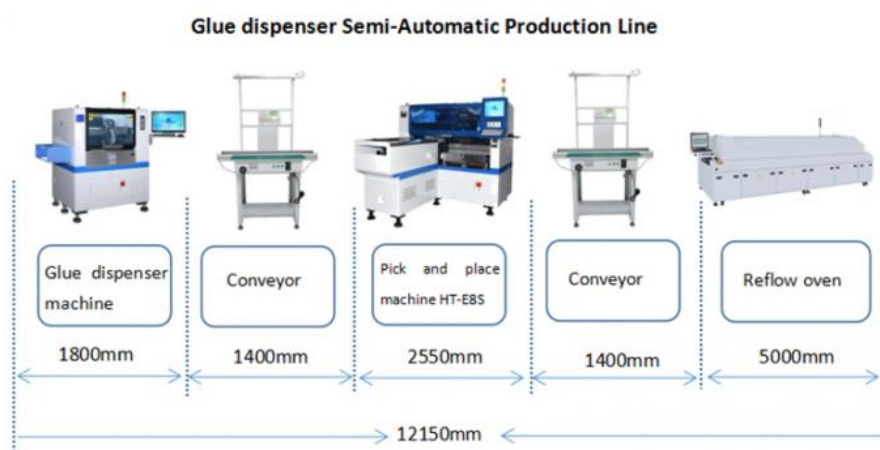 Glue dispenser Semi-Automatic Production Line
Glue dispenser
machine
Conveyor
Pick and place
machine HT-E8S
Conveyor
Reflow oven
1800mm
1400mm
2550mm
1400mm
5000mm
12150mm